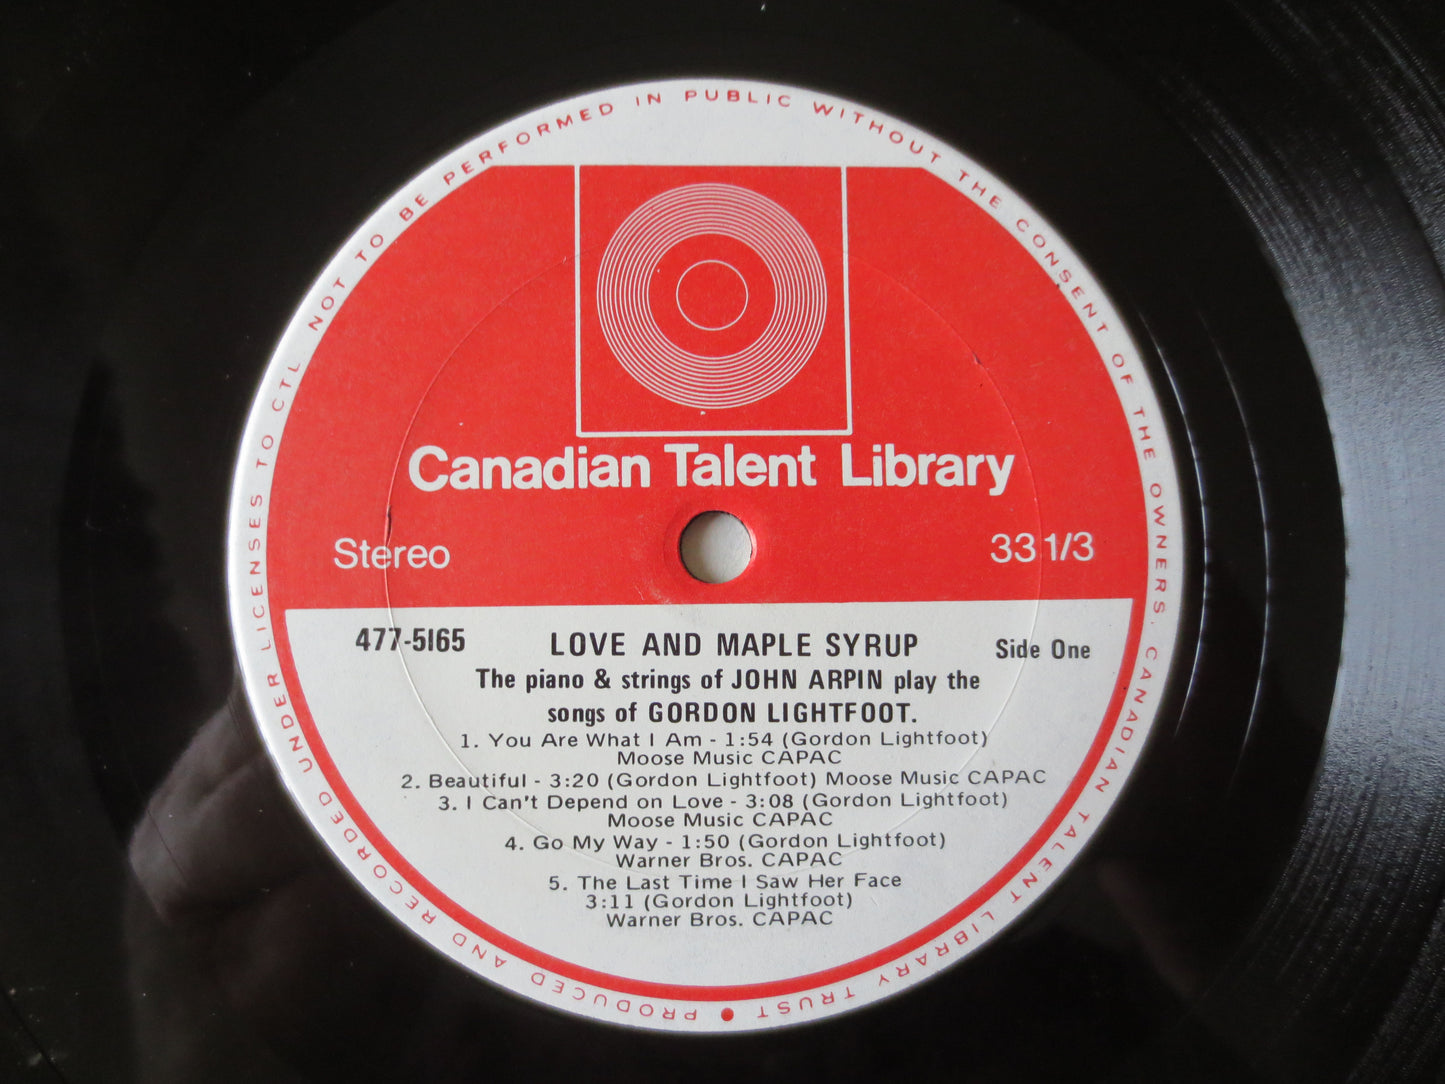 PRODUCED AND RECORDED UNDER LICENSES TO CTL NOT TO BE PERFORMED IN PUBLIC WITHOUT THE CONSENT OF THE OWNERS. CANADIAN TALENT LIBRARY TRUST •
Canadian Talent Library
Stereo 33 1/3
477-5165 LOVE AND MAPLE SYRUP Side One
The piano & strings of JOHN ARPIN play the
songs of GORDON LIGHTFOOT.
1. You Are What I Am - 1:54 (Gordon Lightfoot)
Moose Music CAPAC
2. Beautiful - 3:20 (Gordon Lightfoot) Moose Music CAPAC
3. I Can't Depend on Love - 3:08 (Gordon Lightfoot)
Moose Music CAPAC
4. Go My Way - 1:50 (Gordon Lightfoot)
Warner Bros. CAPAC
5. The Last Time I Saw Her Face
3:11 (Gordon Lightfoot)
Warner Bros. CAPAC